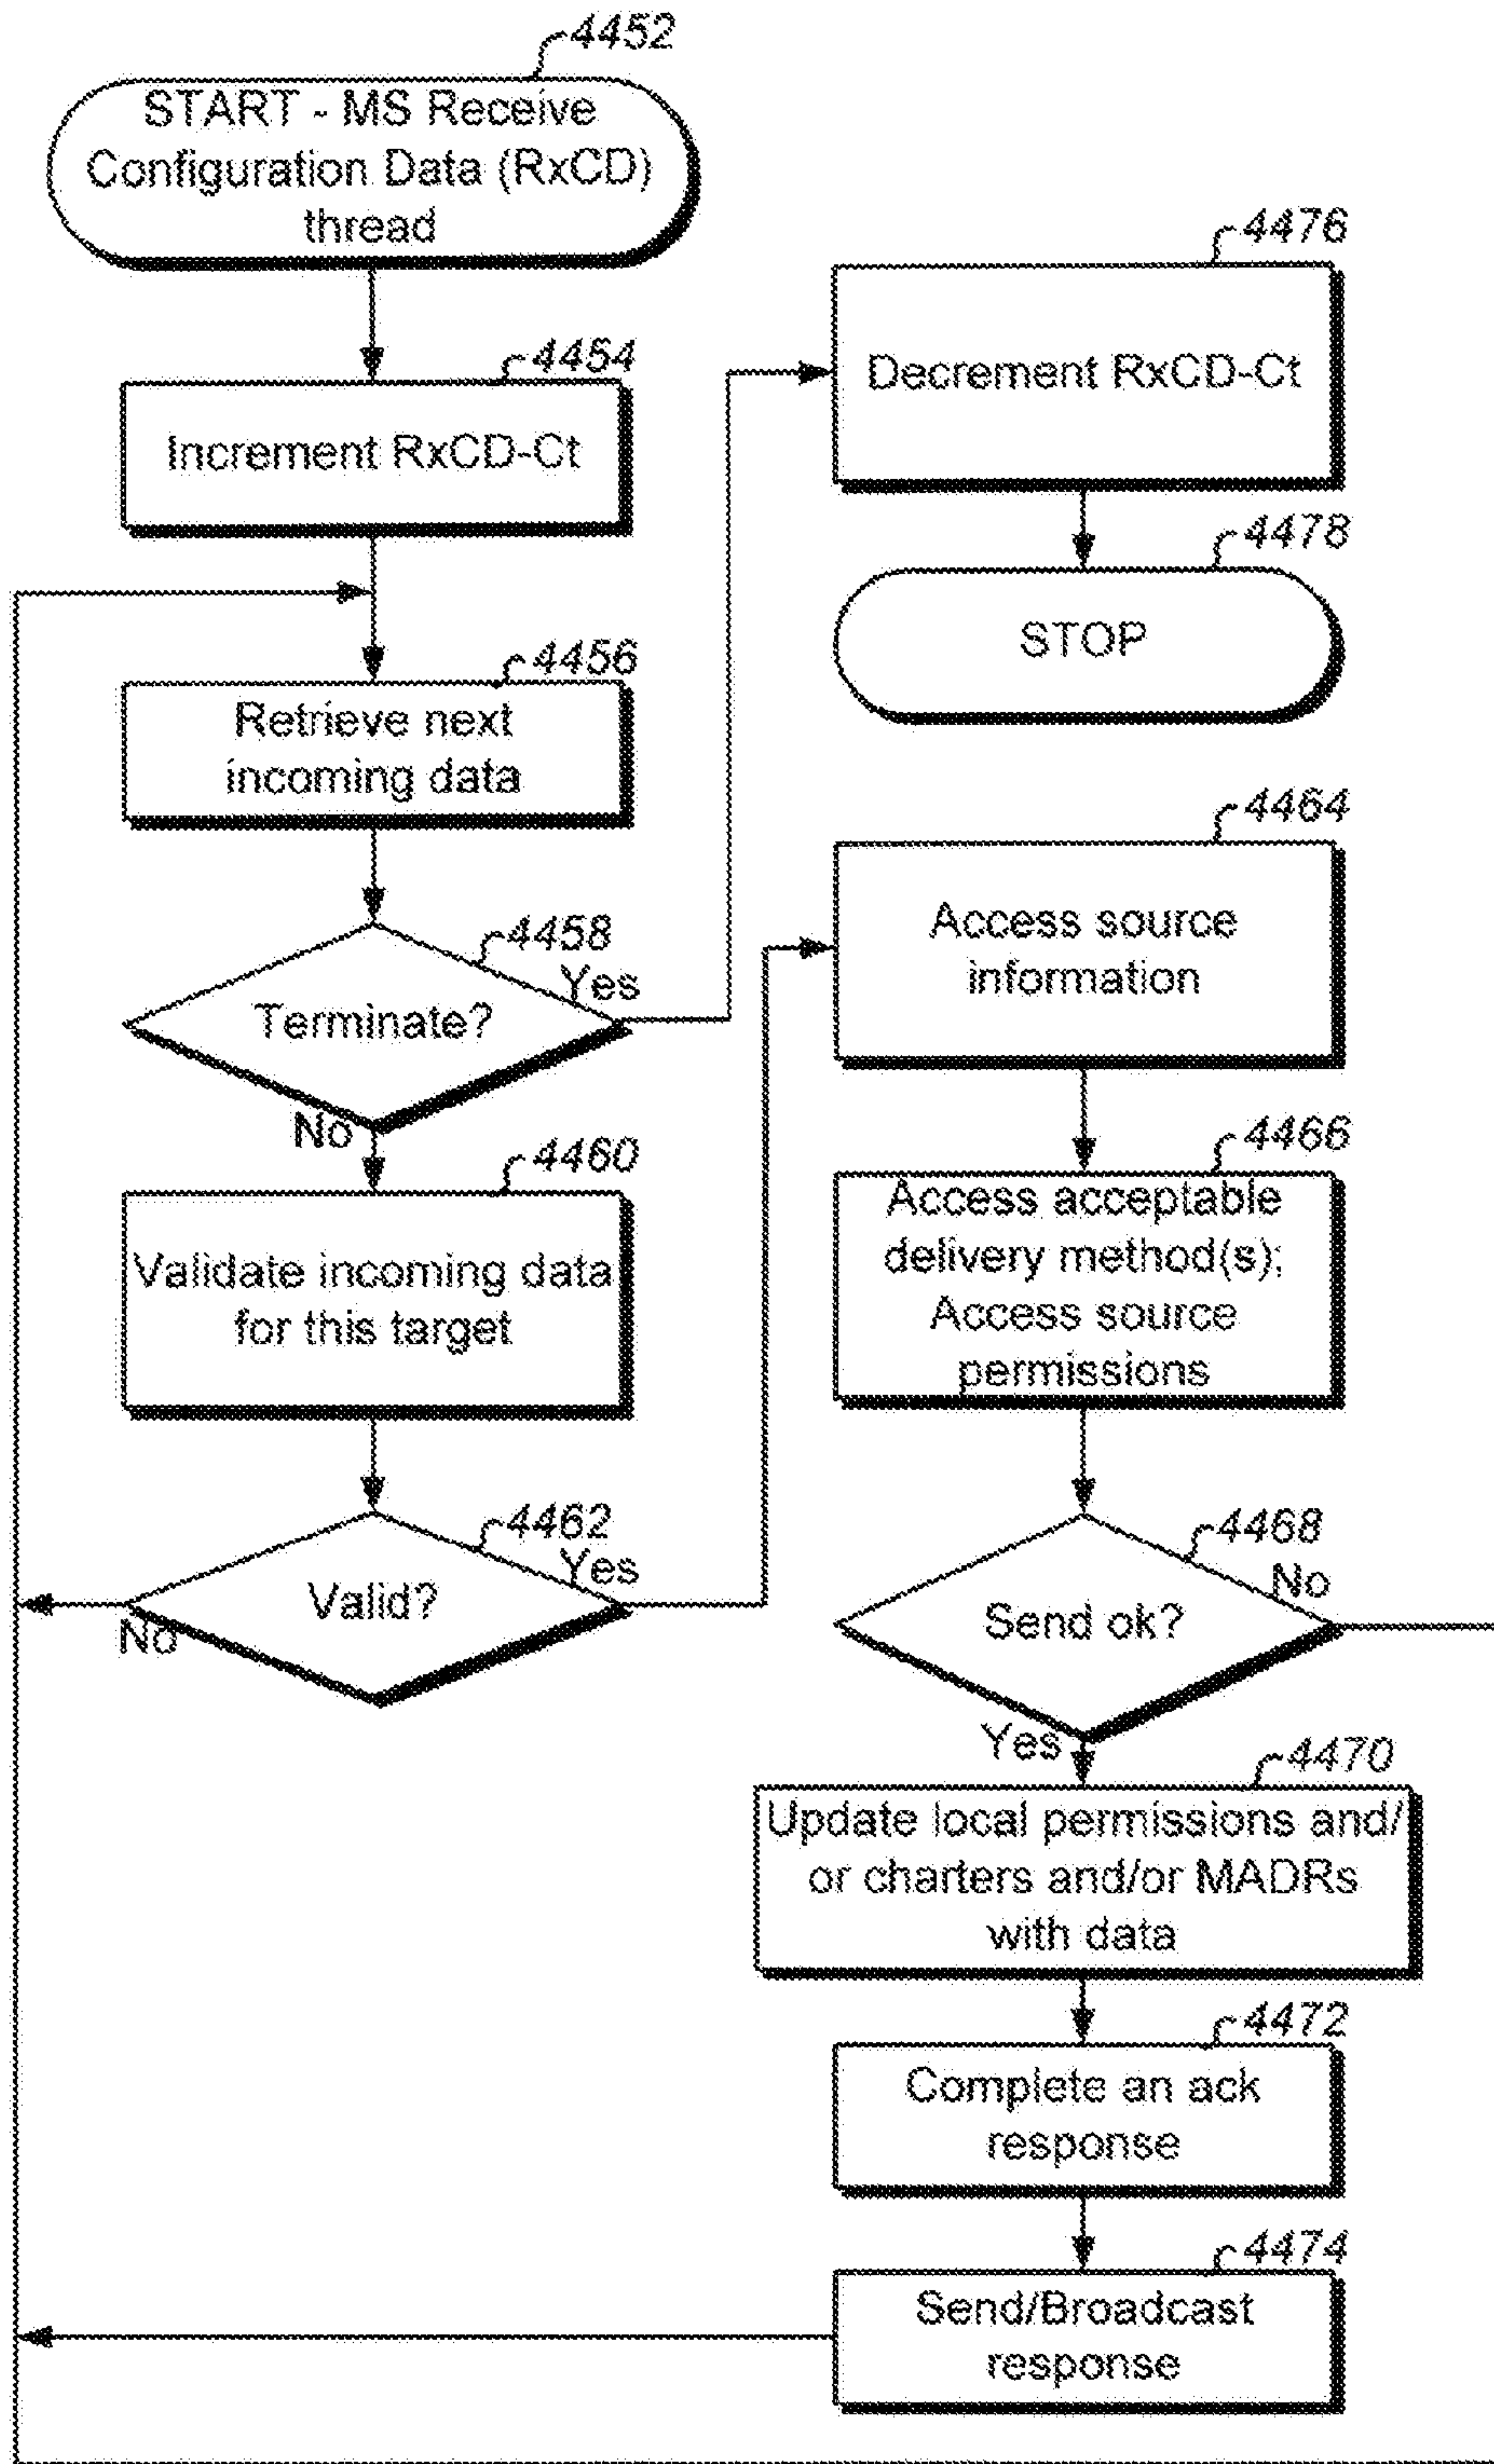 4452
START - MS Receive
Configuration Data (RxCD)
thread
4454
Increment RxCD-Ct
4456
Retrieve next
incoming data
4458
Terminate?
Yes
No
4460
Validate incoming data
for this target
4462
Valid?
Yes
No
4476
Decrement RxCD-Ct
4478
STOP
4464
Access source
information
4466
Access acceptable
delivery method(s);
Access source
permissions
4468
Send ok?
No
Yes
4470
Update local permissions and/
or charters and/or MADRs
with data
4472
Complete an ack
response
4474
Send/Broadcast
response